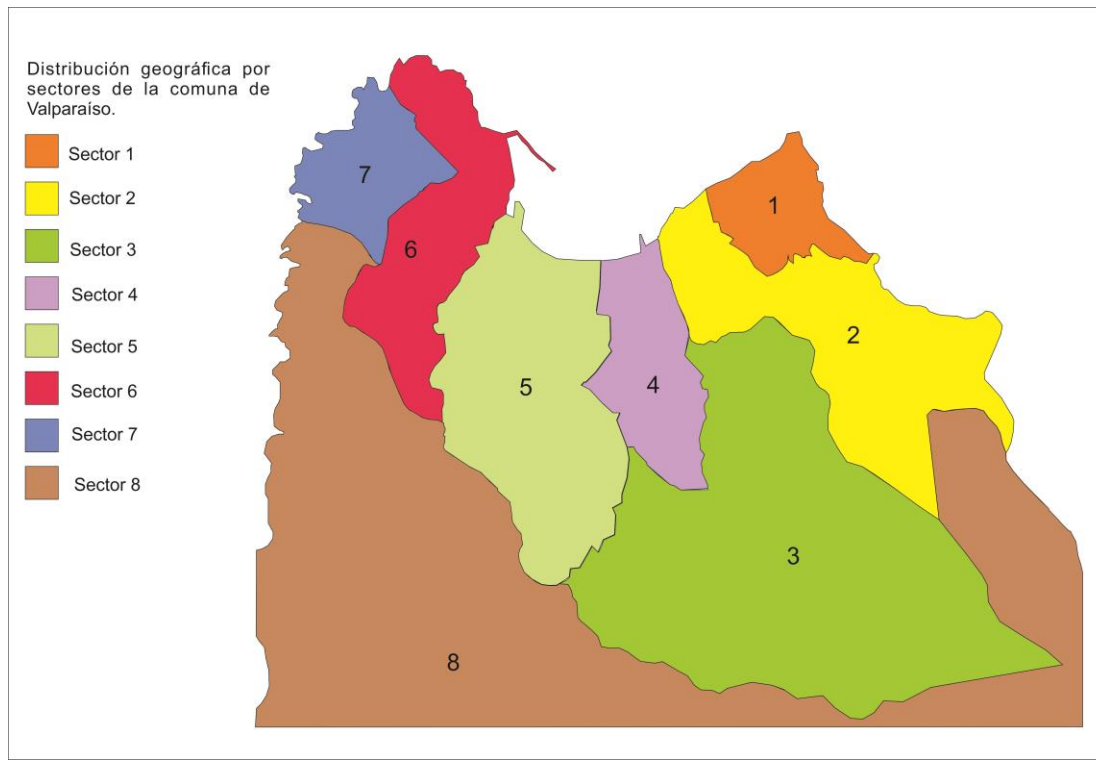 Distribución geográfica por
sectores de la comuna de
Valparaíso.
Sector 1
Sector 2
Sector 3
Sector 4
Sector 5
Sector 6
Sector 7
Sector 8
7
1
6
2
5
4
3
8